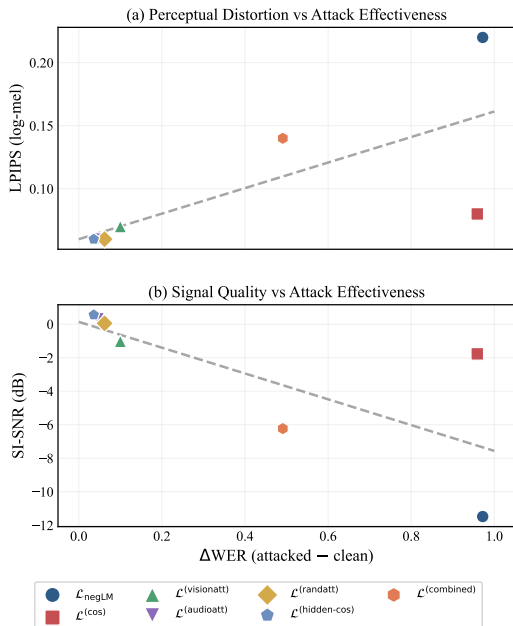 (a) Perceptual Distortion vs Attack Effectiveness
LPIPS (log-mel)
0.20
0.15
0.10
(b) Signal Quality vs Attack Effectiveness
SI-SNR (dB)
0
−2
−4
−6
−8
−10
−12
0.0 0.2 0.4 0.6 0.8 1.0
ΔWER (attacked − clean)
ℒ_negLM ℒ^(visionatt) ℒ^(randatt) ℒ^(combined)
ℒ^(cos) ℒ^(audioatt) ℒ^(hidden-cos)